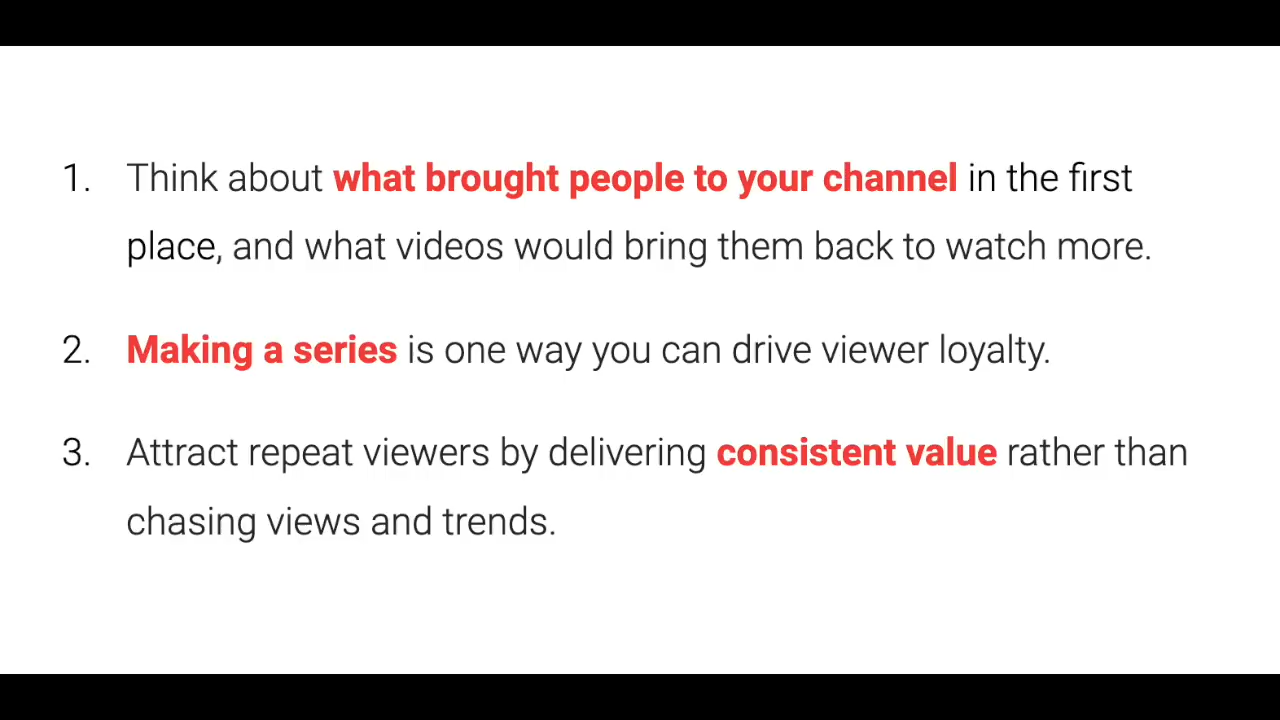 1. Think about what brought people to your channel in the first
place, and what videos would bring them back to watch more.
2. Making a series is one way you can drive viewer loyalty.
3. Attract repeat viewers by delivering consistent value rather than
chasing views and trends.